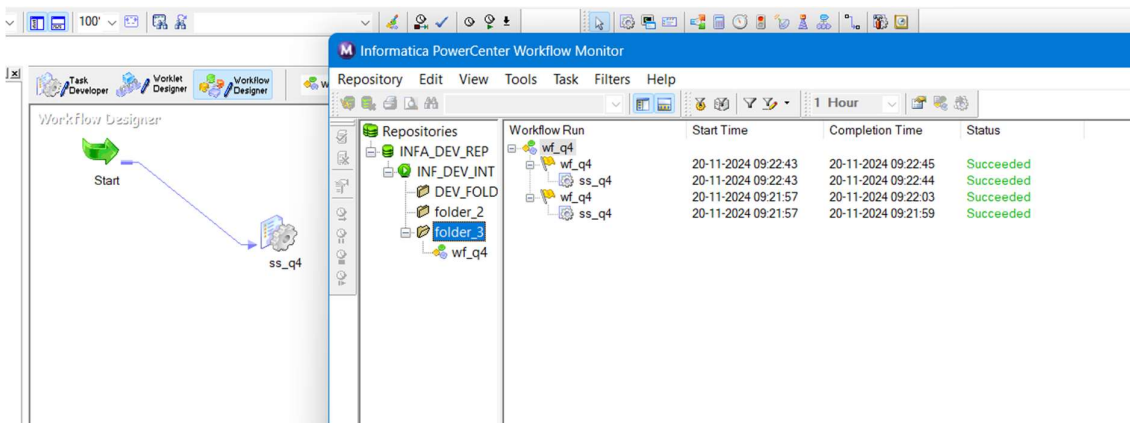 100'
Informatica PowerCenter Workflow Monitor
Repository Edit View Tools Task Filters Help
Task Developer
Worklet Designer
Workflow Designer
1 Hour
Workflow Designer
Start
ss_q4
Repositories
INFA_DEV_REP
INF_DEV_INT
DEV_FOLD
folder_2
folder_3
wf_q4
Workflow Run Start Time Completion Time Status
wf_q4
wf_q4 20-11-2024 09:22:43 20-11-2024 09:22:45 Succeeded
ss_q4 20-11-2024 09:22:43 20-11-2024 09:22:44 Succeeded
wf_q4 20-11-2024 09:21:57 20-11-2024 09:22:03 Succeeded
ss_q4 20-11-2024 09:21:57 20-11-2024 09:21:59 Succeeded